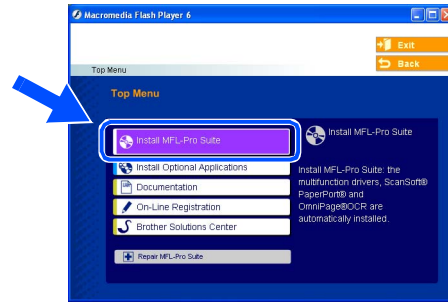 Macromedia Flash Player 6
Exit
Back
Top Menu
Top Menu
Install MFL-Pro Suite
Install Optional Applications
Documentation
On-Line Registration
Brother Solutions Center
Repair MFL-Pro Suite
Install MFL-Pro Suite
Install MFL-Pro Suite: the
multifunction drivers, ScanSoft®
PaperPort® and
OmniPage®OCR are
automatically installed.